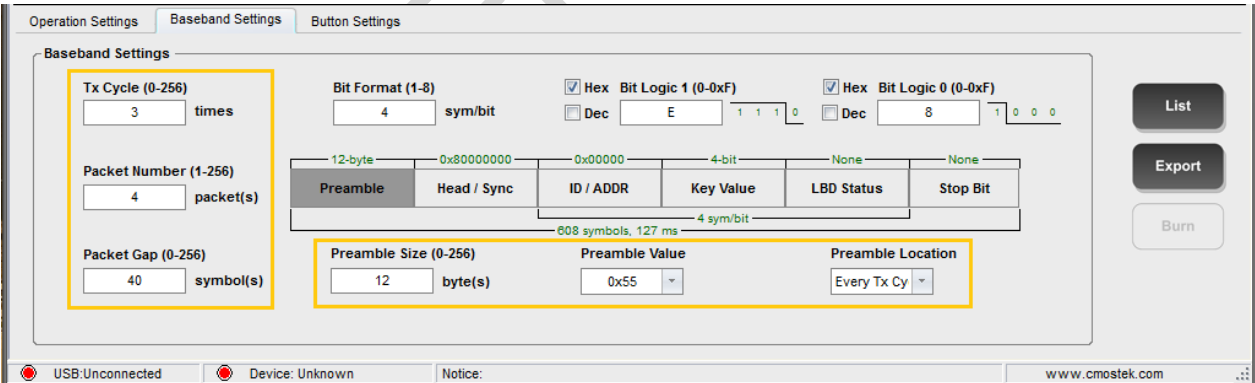 Operation Settings Baseband Settings Button Settings
Baseband Settings
Tx Cycle (0-256)
3 times
Bit Format (1-8)
4 sym/bit
Hex Bit Logic 1 (0-0xF)
Dec E 1 1 1 0
Hex Bit Logic 0 (0-0xF)
Dec 8 1 0 0 0
List
Packet Number (1-256)
4 packet(s)
12-byte 0x80000000 0x00000 4-bit None None
Preamble Head / Sync ID / ADDR Key Value LBD Status Stop Bit
4 sym/bit
608 symbols, 127 ms
Export
Burn
Packet Gap (0-256)
40 symbol(s)
Preamble Size (0-256)
12 byte(s)
Preamble Value
0x55
Preamble Location
Every Tx Cy
USB:Unconnected Device: Unknown Notice: www.cmostek.com